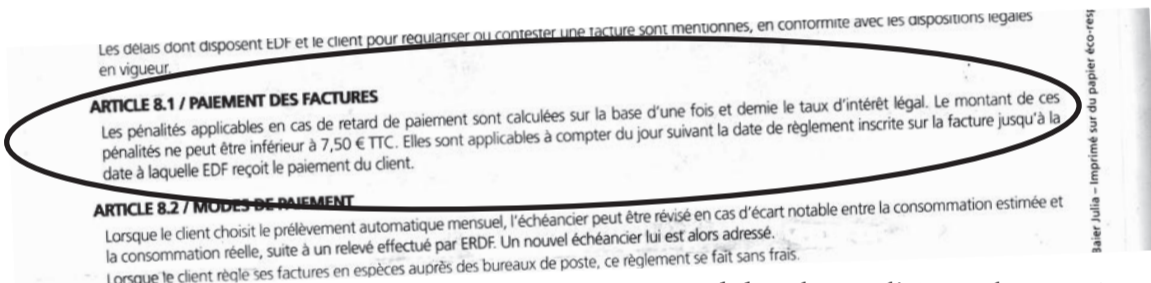 Les délais dont disposent EDF et le client pour régulariser ou contester une facture sont mentionnes, en conformite avec les dispositions legales
en vigueur.
ARTICLE 8.1 / PAIEMENT DES FACTURES
Les pénalités applicables en cas de retard de paiement sont calculées sur la base d'une fois et demie le taux d'intérêt légal. Le montant de ces
pénalités ne peut être inférieur à 7,50 € TTC. Elles sont applicables à compter du jour suivant la date de règlement inscrite sur la facture jusqu'à la
date à laquelle EDF reçoit le paiement du client.
ARTICLE 8.2 / MODES DE PAIEMENT
Lorsque le client choisit le prélèvement automatique mensuel, l'échéancier peut être révisé en cas d'écart notable entre la consommation estimée et
la consommation réelle, suite à un relevé effectué par ERDF. Un nouvel échéancier lui est alors adressé.
Lorsque le client règle ses factures en espèces auprès des bureaux de poste, ce règlement se fait sans frais.
Baier Julia – Imprimé sur du papier éco-resp